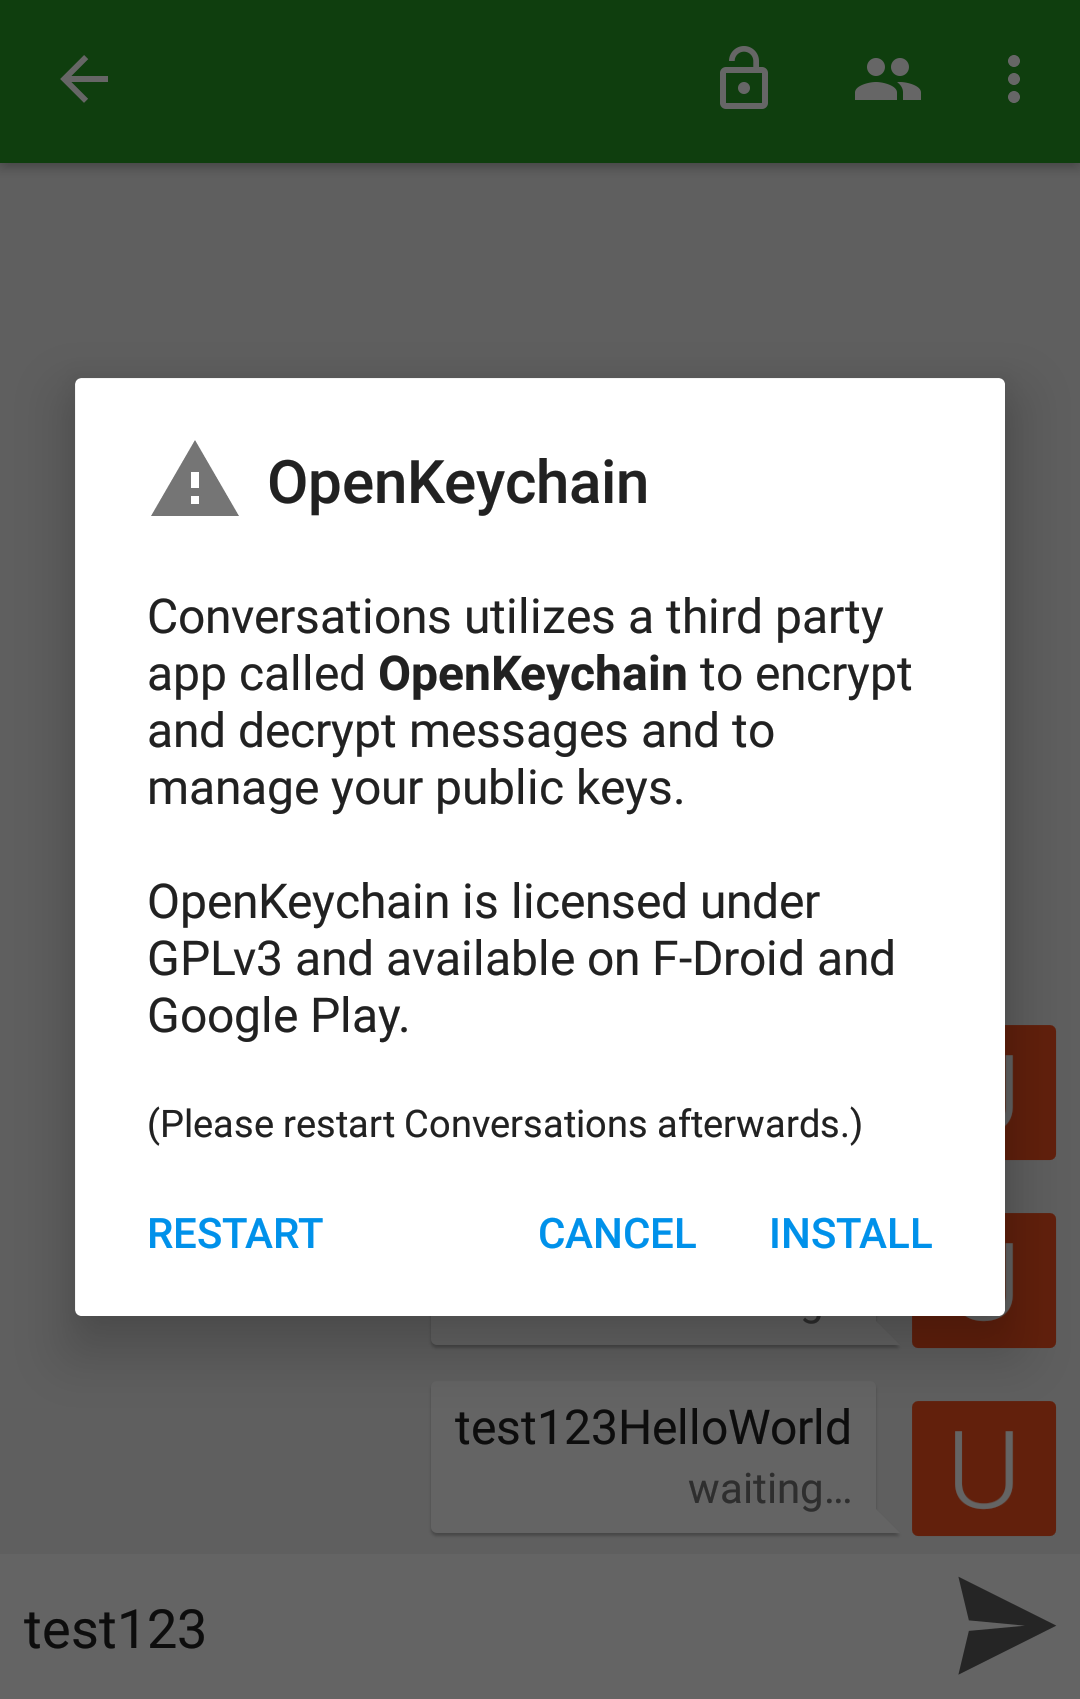 OpenKeychain
Conversations utilizes a third party
app called OpenKeychain to encrypt
and decrypt messages and to
manage your public keys.
OpenKeychain is licensed under
GPLv3 and available on F-Droid and
Google Play.
(Please restart Conversations afterwards.)
RESTART CANCEL INSTALL
test123HelloWorld
waiting…
U
test123